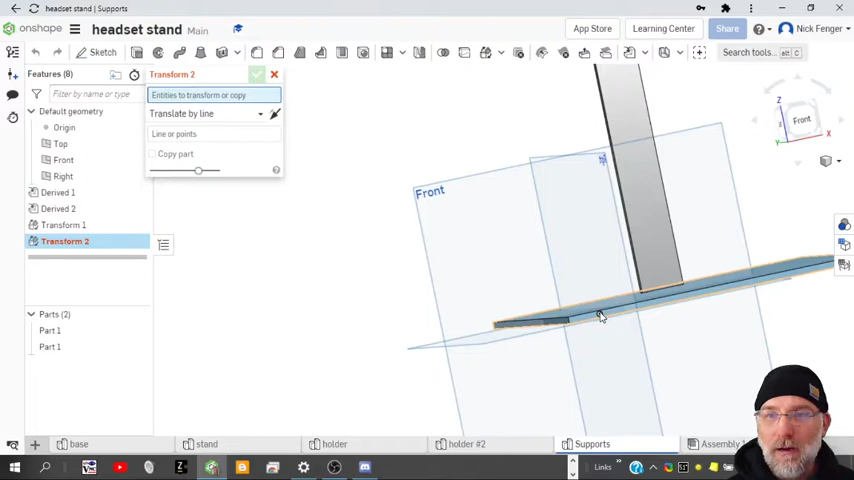 headset stand | Supports
onshape
headset stand Main
App Store
Learning Center
Share
Nick Fenger
Sketch
Search tools...
Features (8)
Filter by name or type
Default geometry
Origin
Top
Front
Right
Derived 1
Derived 2
Transform 1
Transform 2
Parts (2)
Part 1
Part 1
Transform 2
Entities to transform or copy
Translate by line
Line or points
Copy part
Front
Z
Front
X
Y
base
stand
holder
holder #2
Supports
Assembly 1
Links